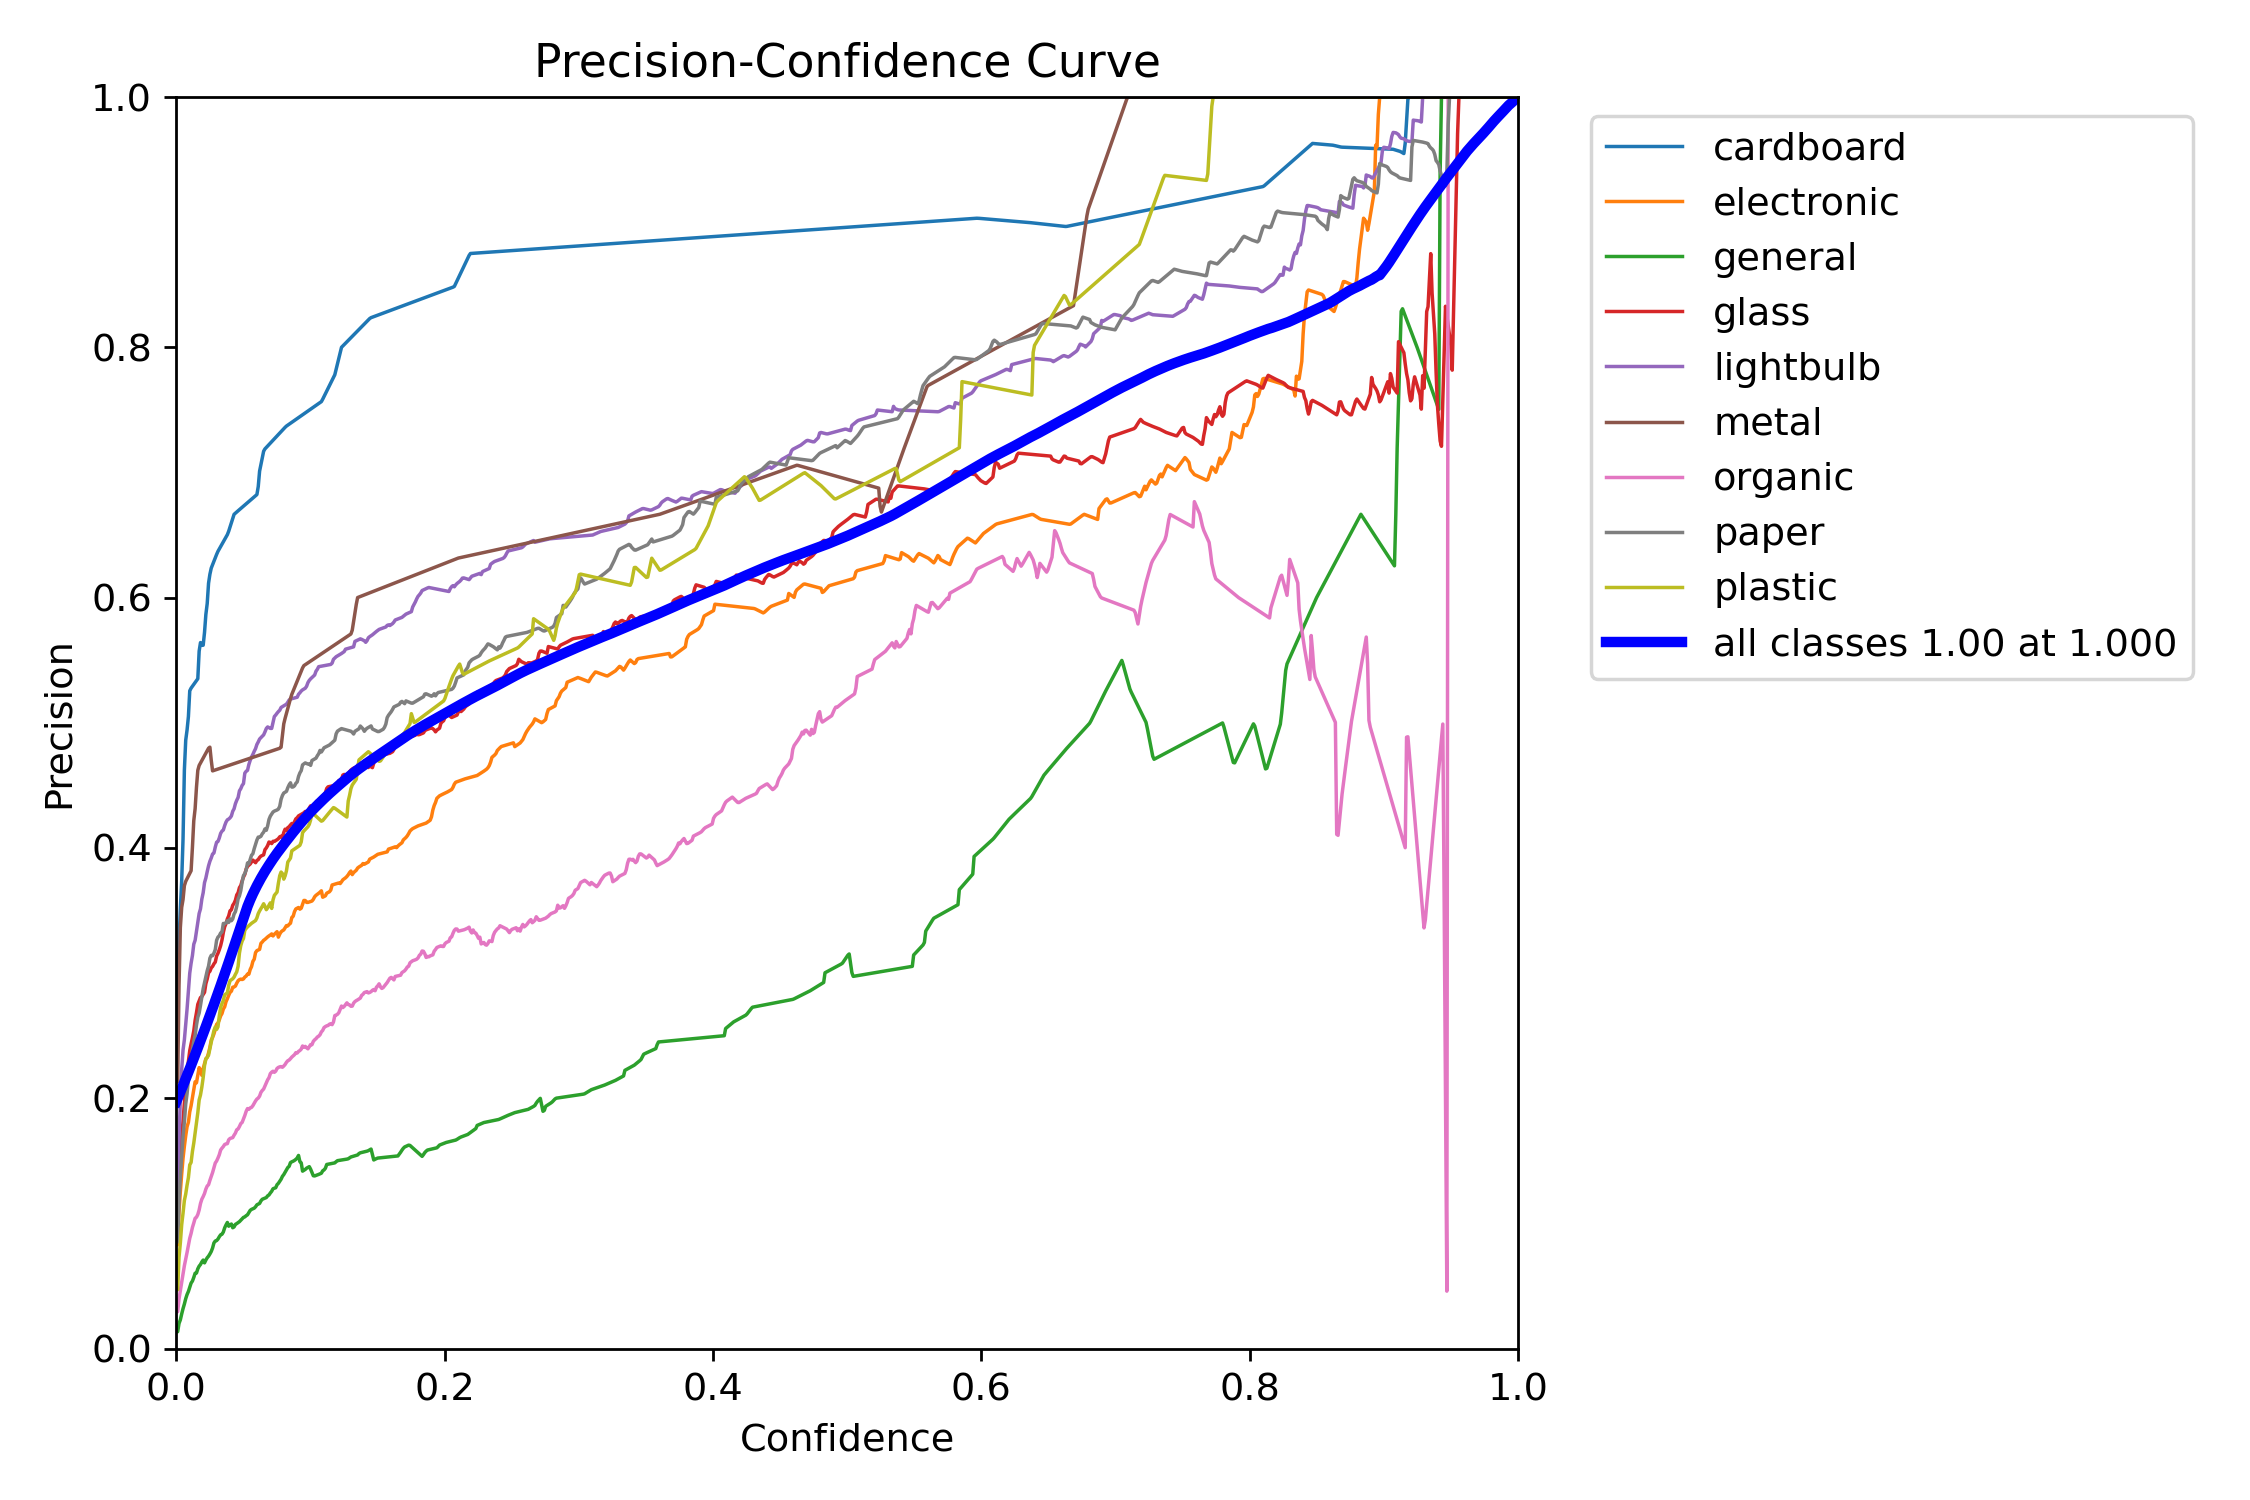 Precision-Confidence Curve
1.0
0.8
0.6
0.4
0.2
0.0
Precision
0.0 0.2 0.4 0.6 0.8 1.0
Confidence
cardboard
electronic
general
glass
lightbulb
metal
organic
paper
plastic
all classes 1.00 at 1.000